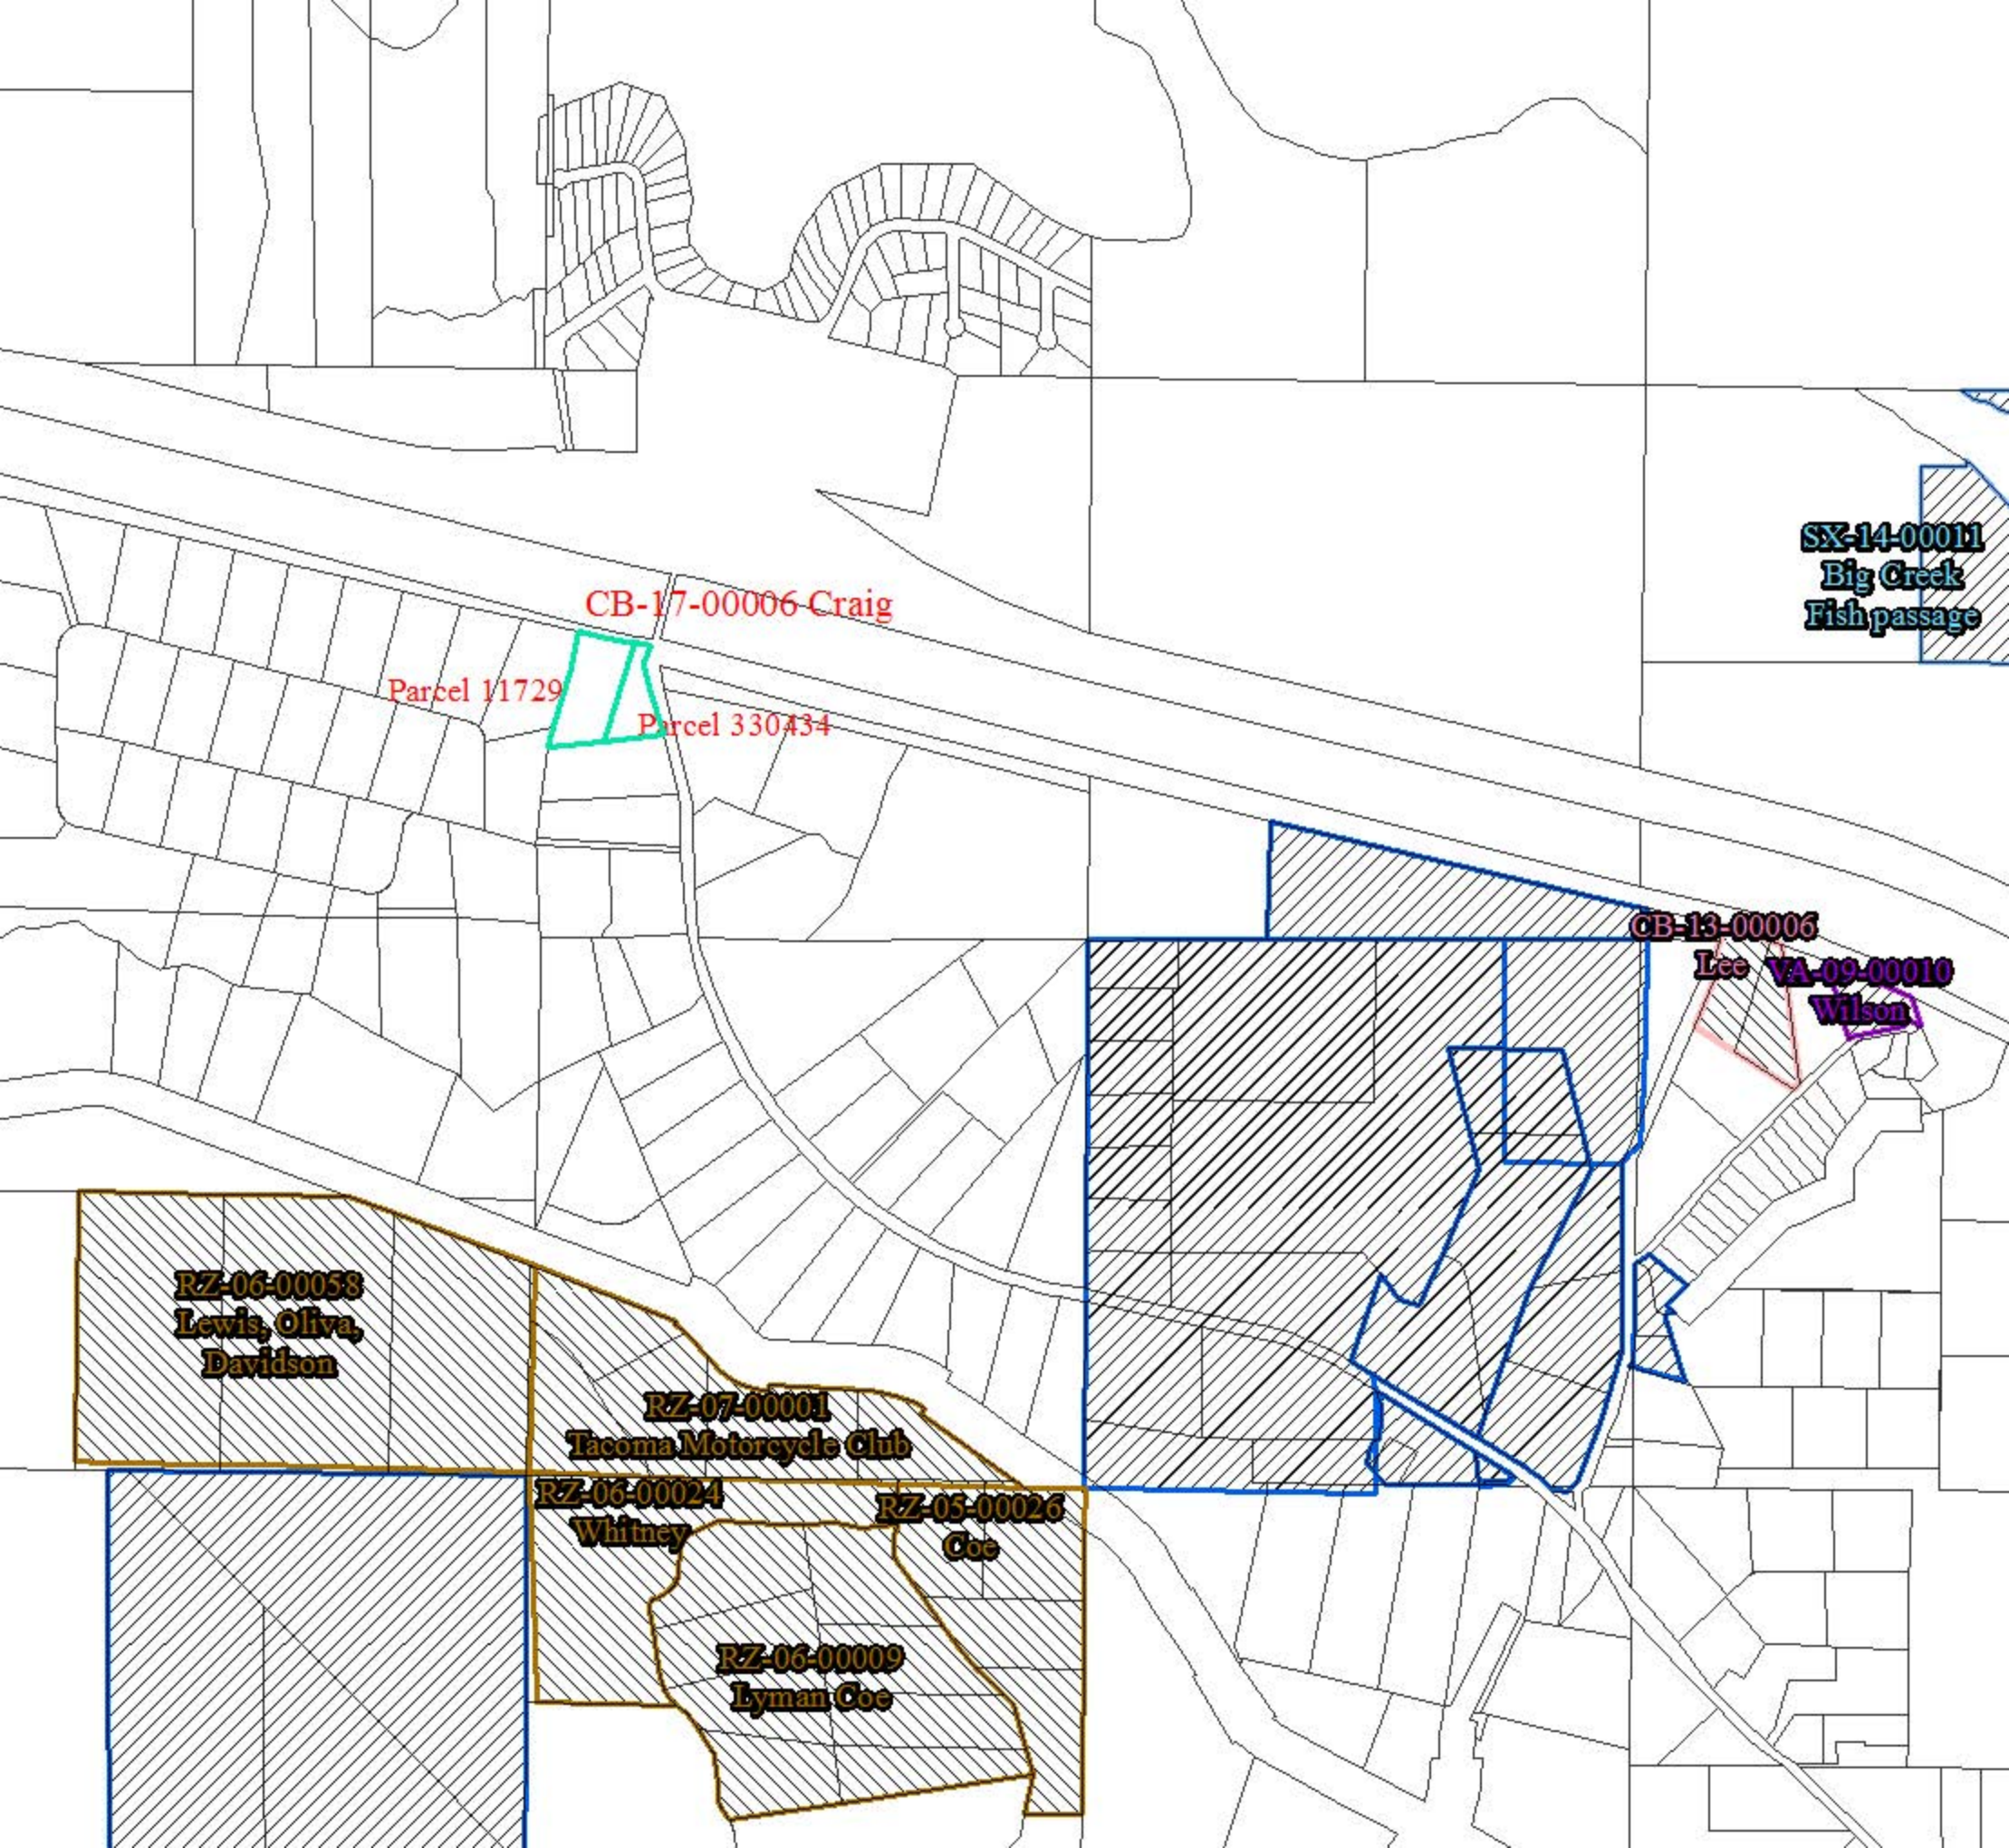 SX-14-00011
Big Creek
Fish passage
CB-17-00006 Craig
Parcel 11729
Parcel 330434
CB-13-00006
Lee
VA-09-00010
Wilson
RZ-06-00058
Lewis, Oliva,
Davidson
RZ-07-00001
Tacoma Motorcycle Club
RZ-06-00024
Whitney
RZ-05-00026
Coe
RZ-06-00009
Lyman Coe